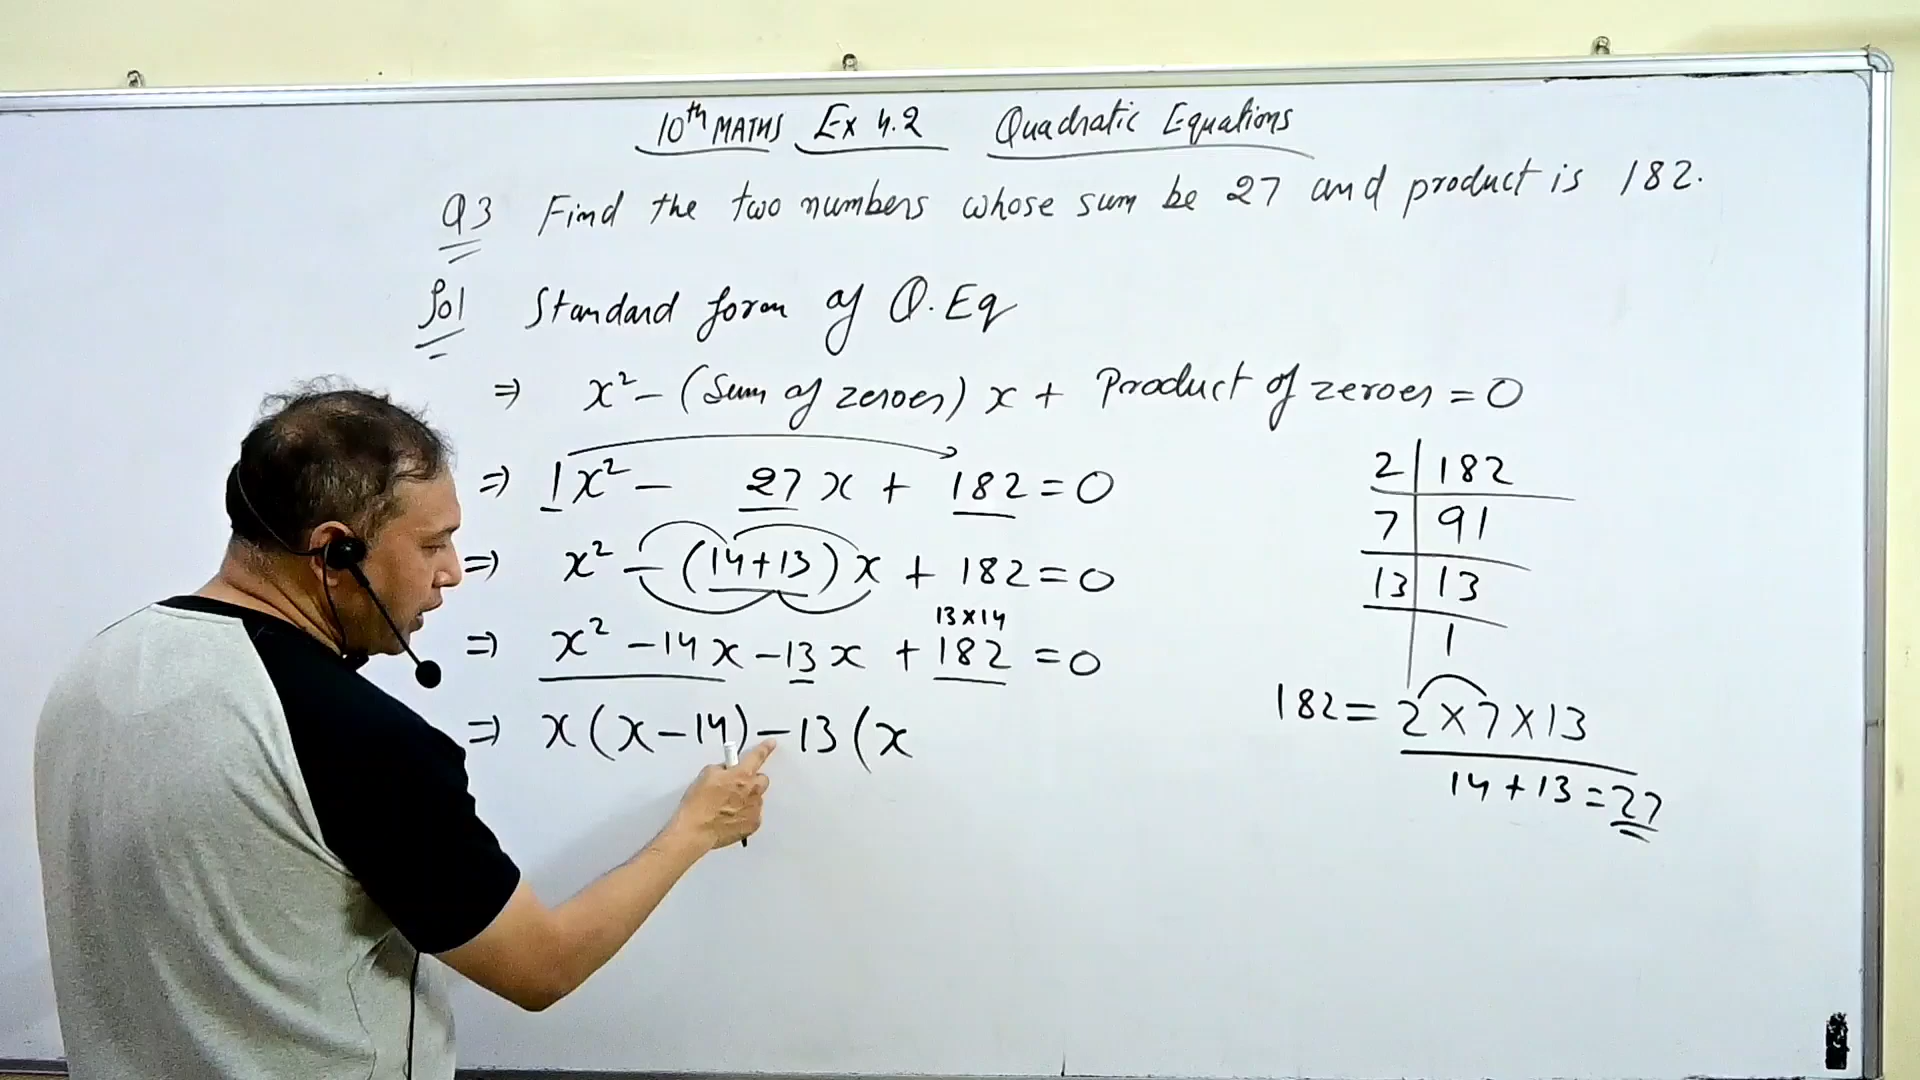 10th MATHS Ex 4.2 Quadratic Equations
Q3 Find the two numbers whose sum be 27 and product is 182.
Sol Standard form of Q.Eq
⇒ x² - (Sum of zeroes) x + Product of zeroes = 0
⇒ 1x² - 27x + 182 = 0
⇒ x² - (14+13)x + 182 = 0
13×14
⇒ x² - 14x - 13x + 182 = 0
⇒ x(x-14) - 13(x
2 | 182
7 | 91
13 | 13
1
182 = 2×7×13
14+13=27